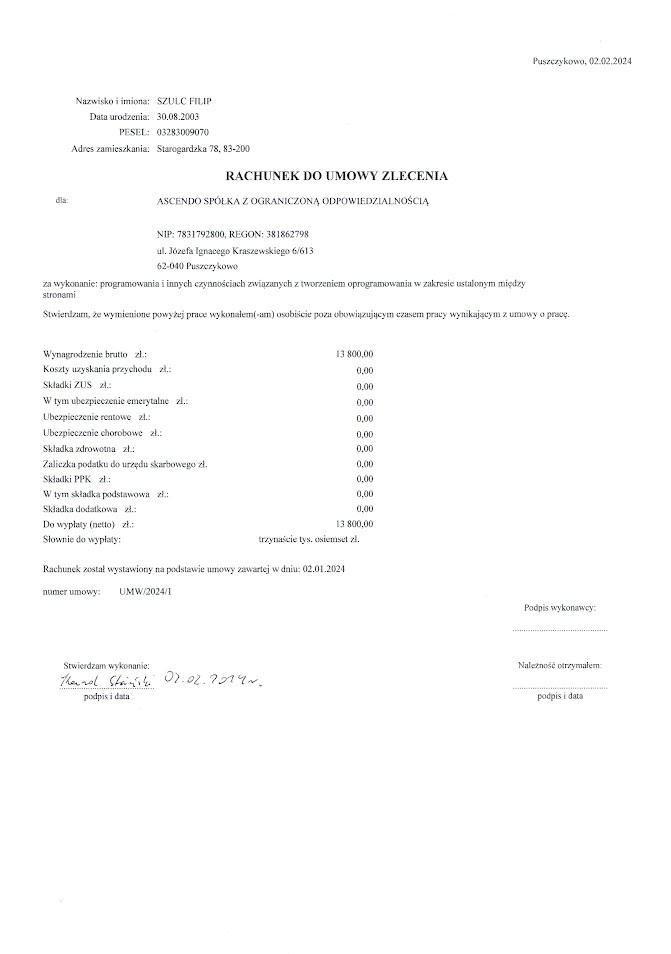 Puszczykowo, 02.02.2024
Nazwisko i imiona: SZULC FILIP
Data urodzenia: 30.08.2003
PESEL: 03283009070
Adres zamieszkania: Starogardzka 78, 83-200
RACHUNEK DO UMOWY ZLECENIA
dla: ASCENDO SPÓŁKA Z OGRANICZONĄ ODPOWIEDZIALNOŚCIĄ
NIP: 7831792800, REGON: 381862798
ul. Józefa Ignacego Kraszewskiego 6/613
62-040 Puszczykowo
za wykonanie: programowania i innych czynnościach związanych z tworzeniem oprogramowania w zakresie ustalonym między
stronami
Stwierdzam, że wymienione powyżej prace wykonałem(-am) osobiście poza obowiązującym czasem pracy wynikającym z umowy o pracę.
Wynagrodzenie brutto zł.: 13 800,00
Koszty uzyskania przychodu zł.: 0,00
Składki ZUS zł.: 0,00
W tym ubezpieczenie emerytalne zł.: 0,00
Ubezpieczenie rentowe zł.: 0,00
Ubezpieczenie chorobowe zł.: 0,00
Składka zdrowotna zł.: 0,00
Zaliczka podatku do urzędu skarbowego zł. 0,00
Składki PPK zł.: 0,00
W tym składka podstawowa zł.: 0,00
Składka dodatkowa zł.: 0,00
Do wypłaty (netto) zł.: 13 800,00
Słownie do wypłaty: trzynaście tys. osiemset zł.
Rachunek został wystawiony na podstawie umowy zawartej w dniu: 02.01.2024
numer umowy: UMW/2024/1
Podpis wykonawcy:
Stwierdzam wykonanie: Należność otrzymałem:
02.02.2024r.
podpis i data podpis i data